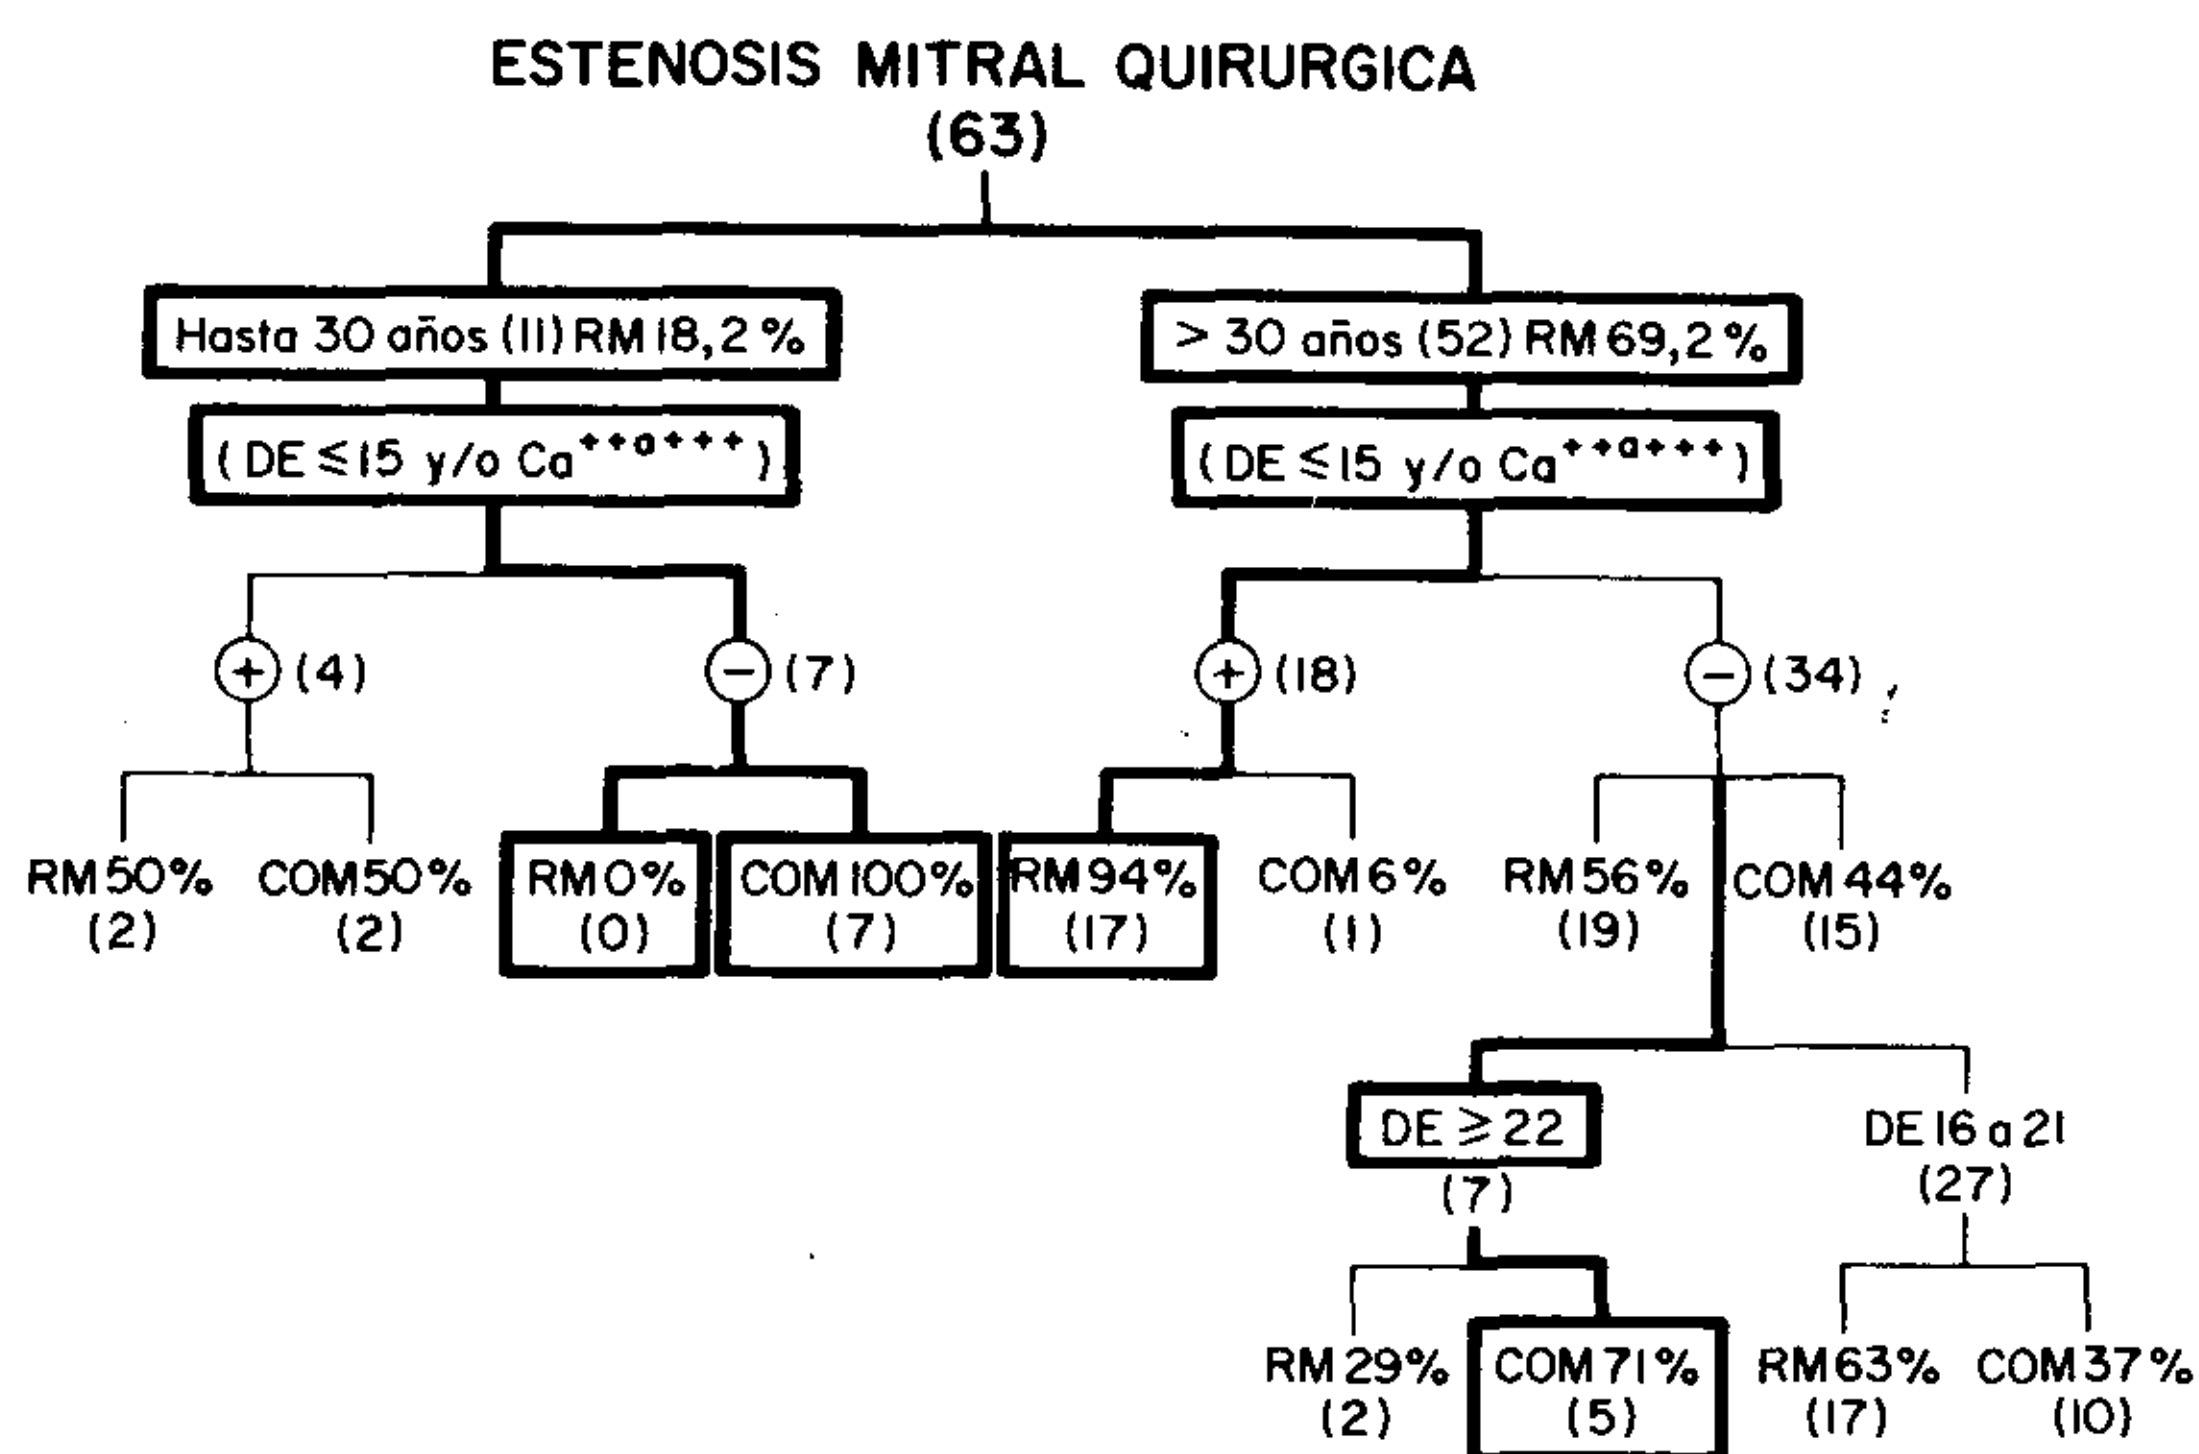 ESTENOSIS MITRAL QUIRURGICA
(63)
Hasta 30 años (11) RM 18,2 %
> 30 años (52) RM 69,2 %
( DE ≤ 15 y/o Ca ++a+++ )
( DE ≤ 15 y/o Ca ++a+++ )
+ (4)
− (7)
+ (18)
− (34)
RM 50%
(2)
COM 50%
(2)
RM 0%
(0)
COM 100%
(7)
RM 94%
(17)
COM 6%
(1)
RM 56%
(19)
COM 44%
(15)
DE ≥ 22
(7)
DE 16 a 21
(27)
RM 29%
(2)
COM 71%
(5)
RM 63%
(17)
COM 37%
(10)